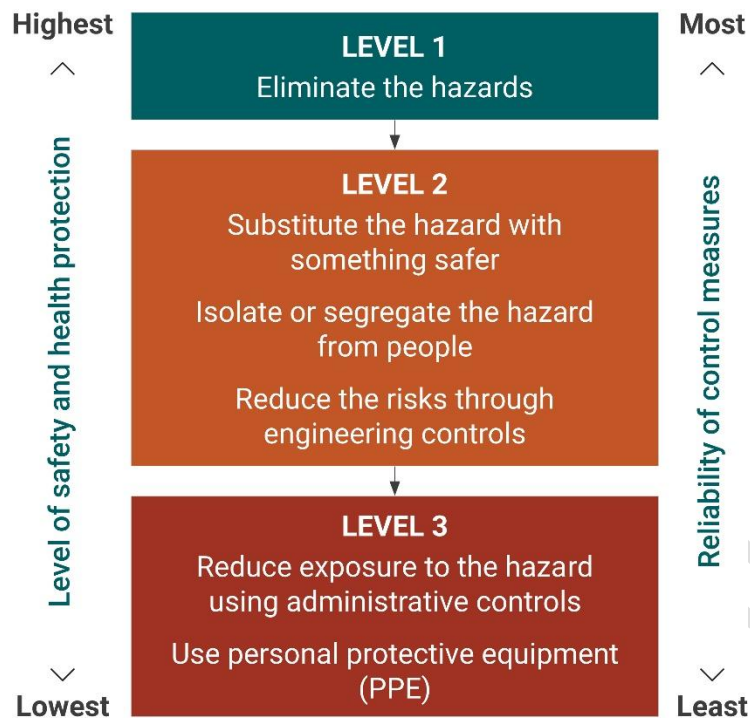 Highest
Most
LEVEL 1
Eliminate the hazards
Level of safety and health protection
LEVEL 2
Substitute the hazard with
something safer
Isolate or segregate the hazard
from people
Reduce the risks through
engineering controls
Reliability of control measures
LEVEL 3
Reduce exposure to the hazard
using administrative controls
Use personal protective equipment
(PPE)
Lowest
Least